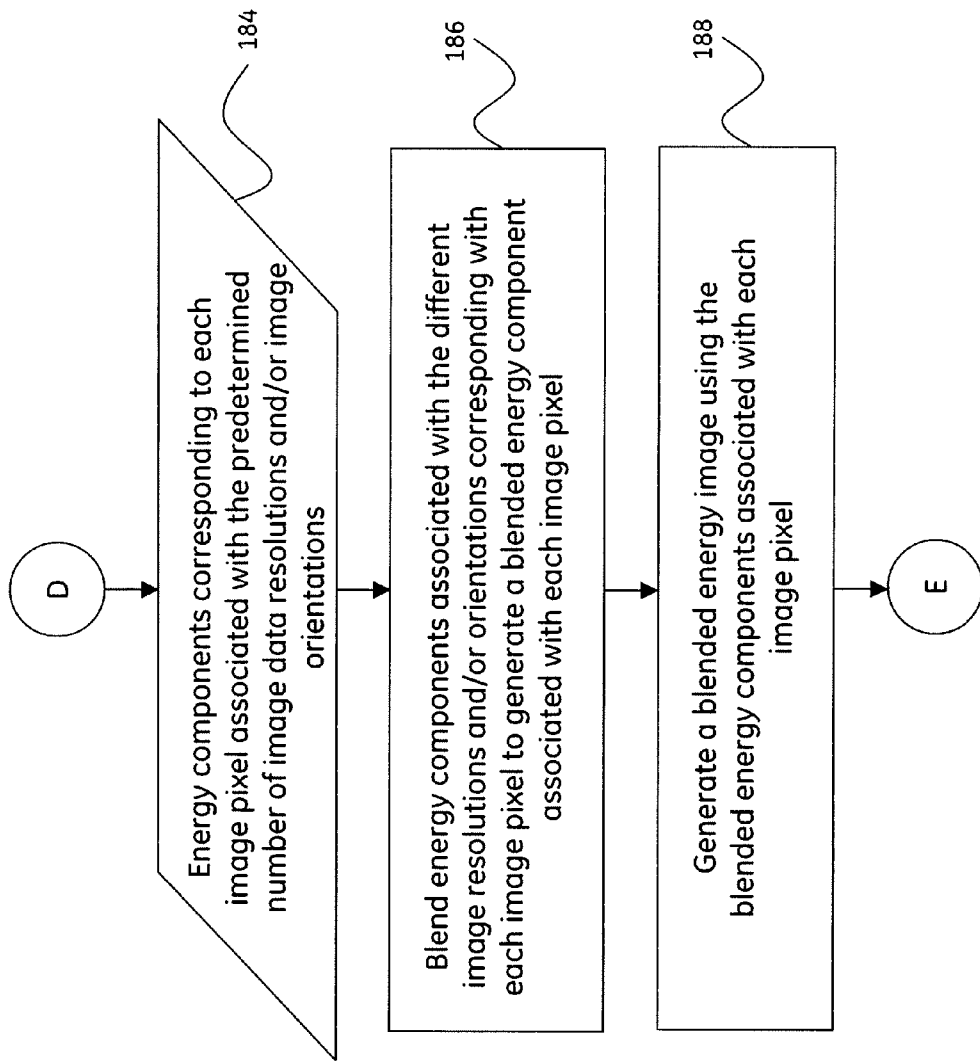 D
Energy components corresponding to each
image pixel associated with the predetermined
number of image data resolutions and/or image
orientations
184
Blend energy components associated with the different
image resolutions and/or orientations corresponding with
each image pixel to generate a blended energy component
associated with each image pixel
186
Generate a blended energy image using the
blended energy components associated with each
image pixel
188
E